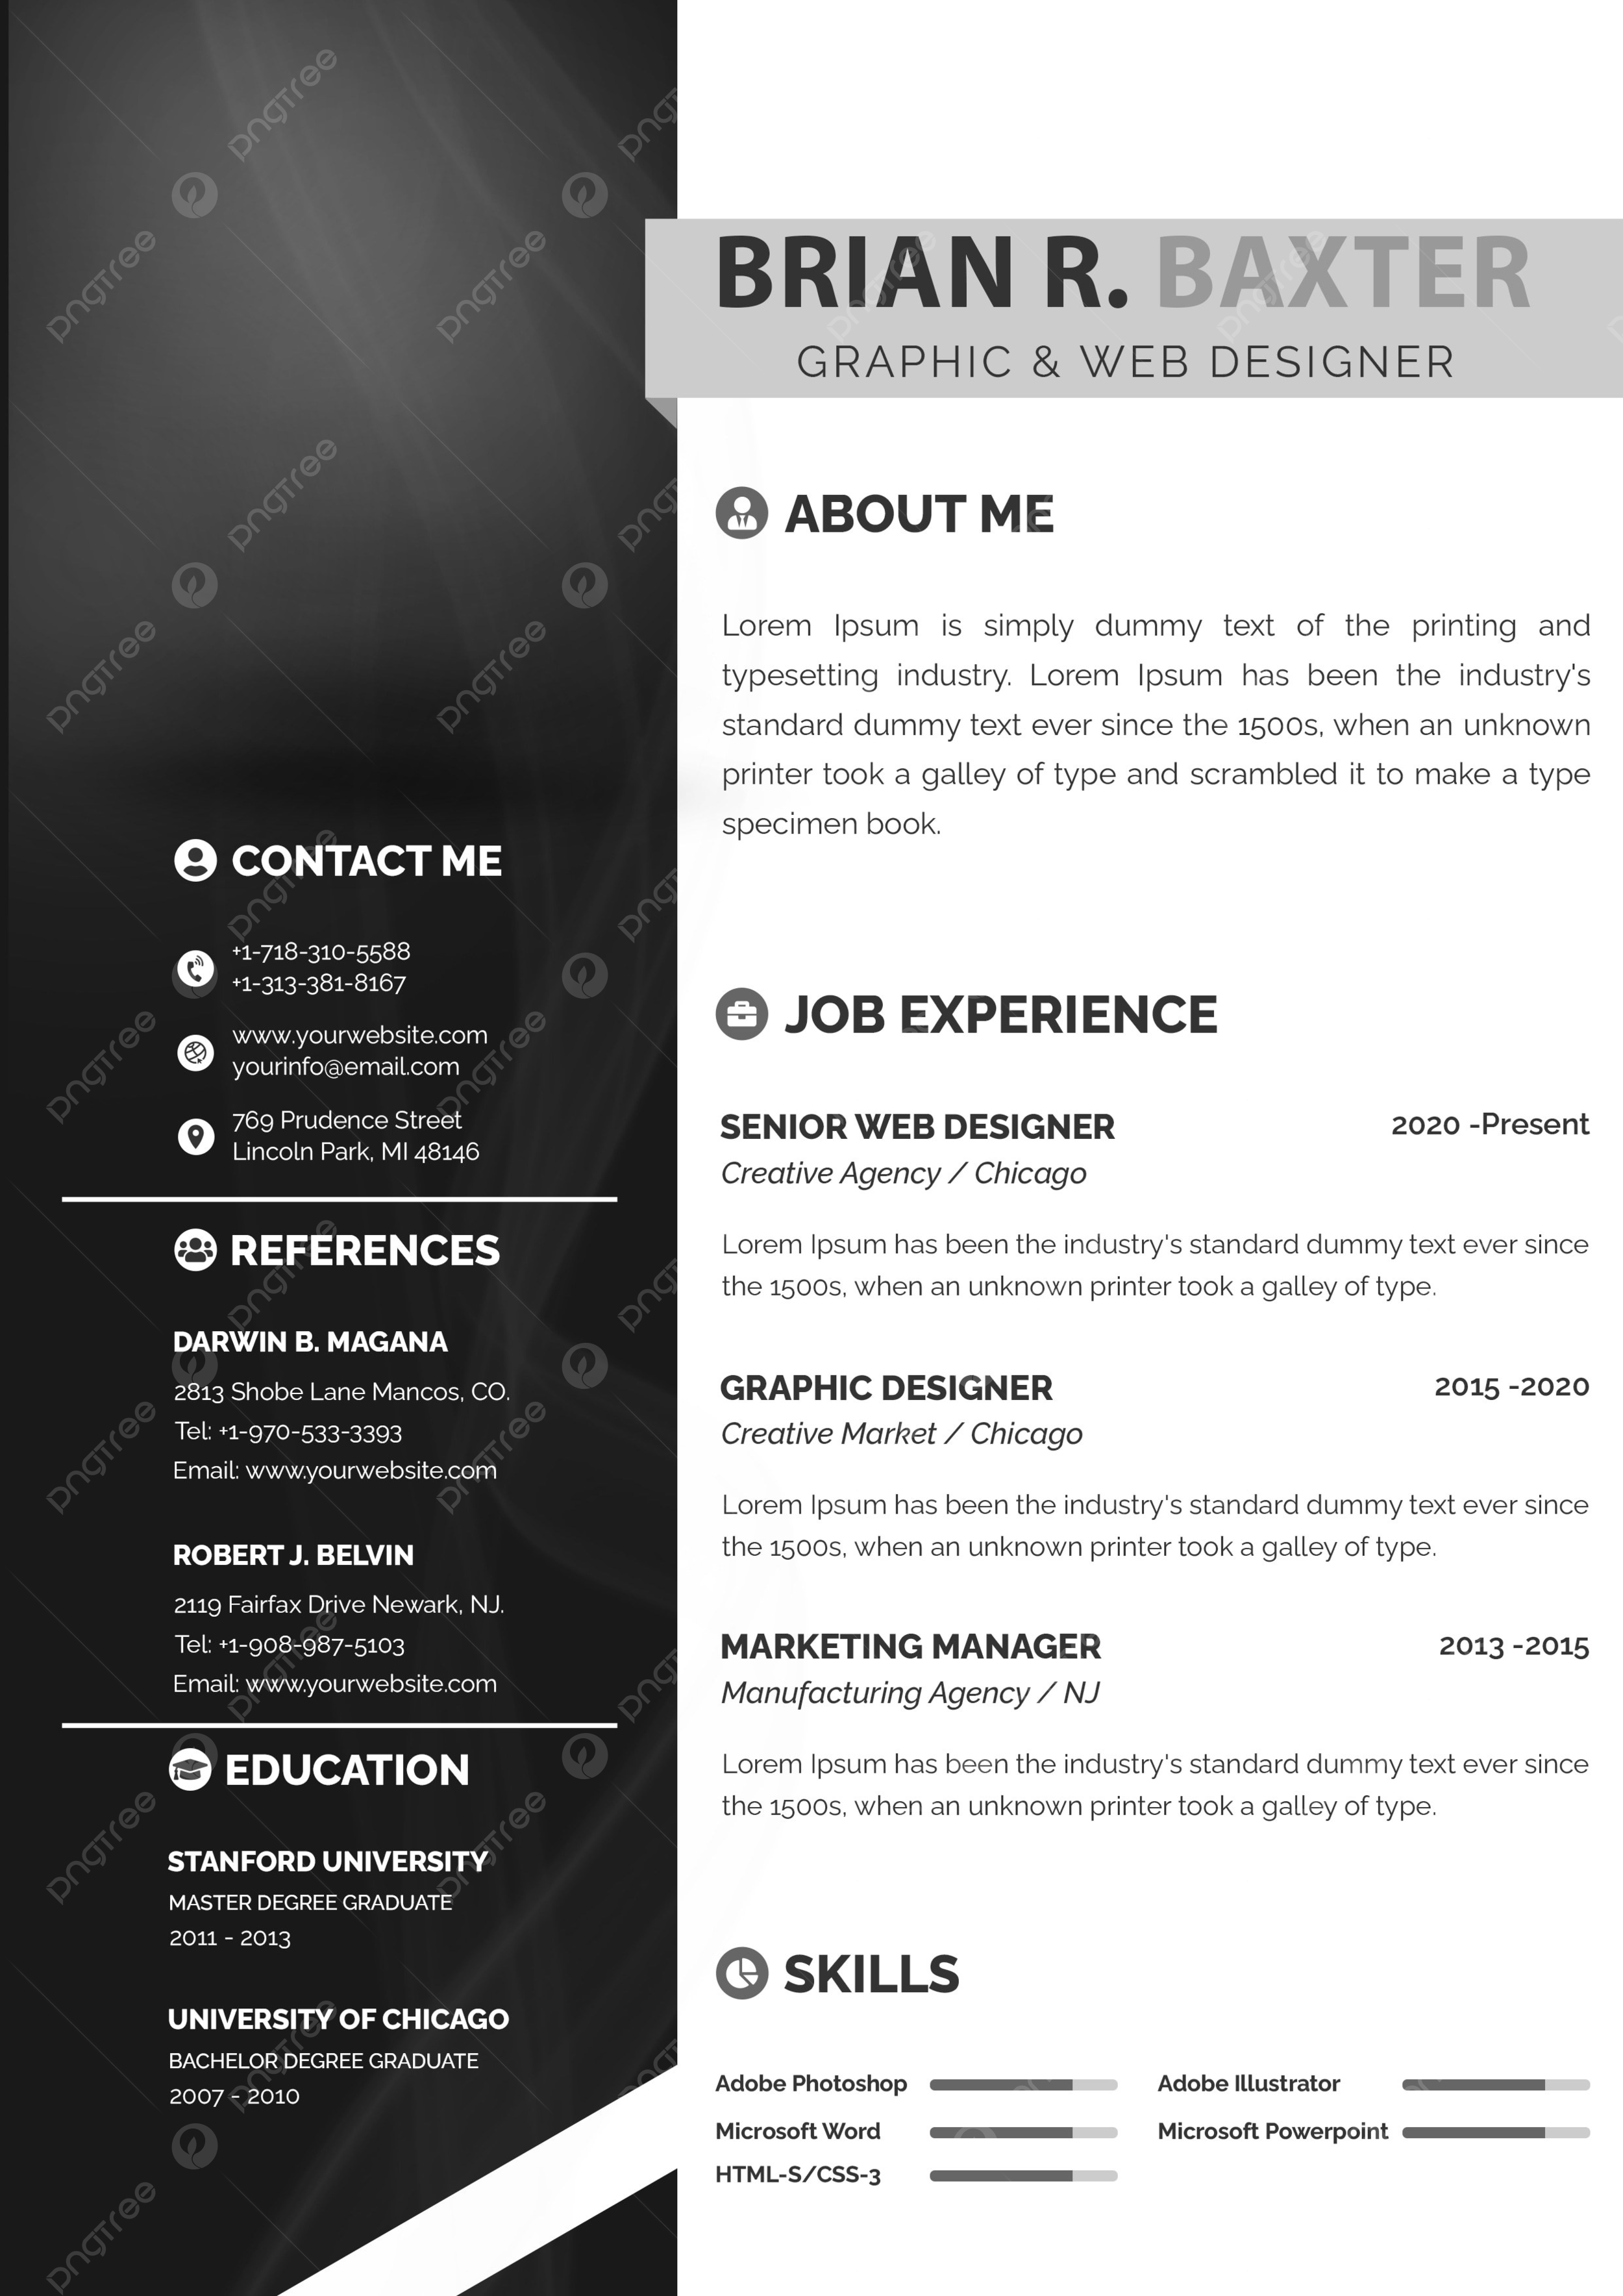 BRIAN R. BAXTER
GRAPHIC & WEB DESIGNER
CONTACT ME
+1-718-310-5588
+1-313-381-8167
www.yourwebsite.com
yourinfo@email.com
769 Prudence Street
Lincoln Park, MI 48146
REFERENCES
DARWIN B. MAGANA
2813 Shobe Lane Mancos, CO.
Tel: +1-970-533-3393
Email: www.yourwebsite.com
ROBERT J. BELVIN
2119 Fairfax Drive Newark, NJ.
Tel: +1-908-987-5103
Email: www.yourwebsite.com
EDUCATION
STANFORD UNIVERSITY
MASTER DEGREE GRADUATE
2011 - 2013
UNIVERSITY OF CHICAGO
BACHELOR DEGREE GRADUATE
2007 - 2010
ABOUT ME
Lorem Ipsum is simply dummy text of the printing and
typesetting industry. Lorem Ipsum has been the industry's
standard dummy text ever since the 1500s, when an unknown
printer took a galley of type and scrambled it to make a type
specimen book.
JOB EXPERIENCE
SENIOR WEB DESIGNER 2020 -Present
Creative Agency / Chicago
Lorem Ipsum has been the industry's standard dummy text ever since
the 1500s, when an unknown printer took a galley of type.
GRAPHIC DESIGNER 2015 -2020
Creative Market / Chicago
Lorem Ipsum has been the industry's standard dummy text ever since
the 1500s, when an unknown printer took a galley of type.
MARKETING MANAGER 2013 -2015
Manufacturing Agency / NJ
Lorem Ipsum has been the industry's standard dummy text ever since
the 1500s, when an unknown printer took a galley of type.
SKILLS
Adobe Photoshop Adobe Illustrator
Microsoft Word Microsoft Powerpoint
HTML-S/CSS-3
pngtree